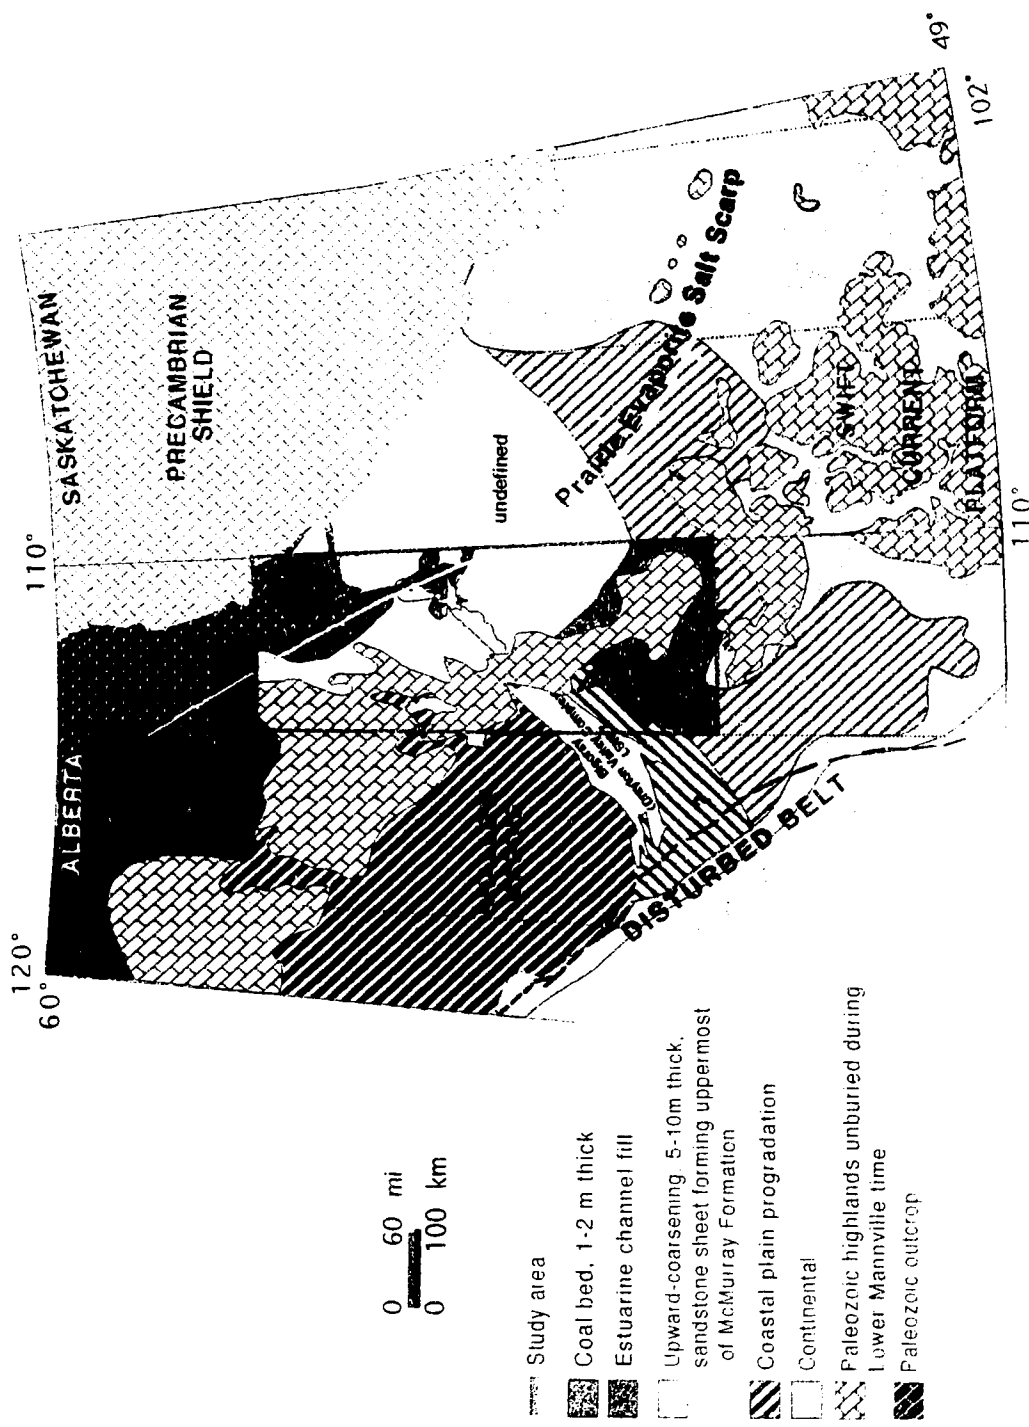 120°
60°
110°
ALBERTA
SASKATCHEWAN
PRECAMBRIAN
SHIELD
undefined
Prairie Evaporite Salt Scarp
SWIFT
CURRENT
PLATFORM
DISTURBED BELT
110°
102°
49°
0 60 mi
0 100 km
Study area
Coal bed, 1-2 m thick
Estuarine channel fill
Upward-coarsening, 5-10m thick,
sandstone sheet forming uppermost
of McMurray Formation
Coastal plain progradation
Continental
Paleozoic highlands unburied during
Lower Mannville time
Paleozoic outcrop